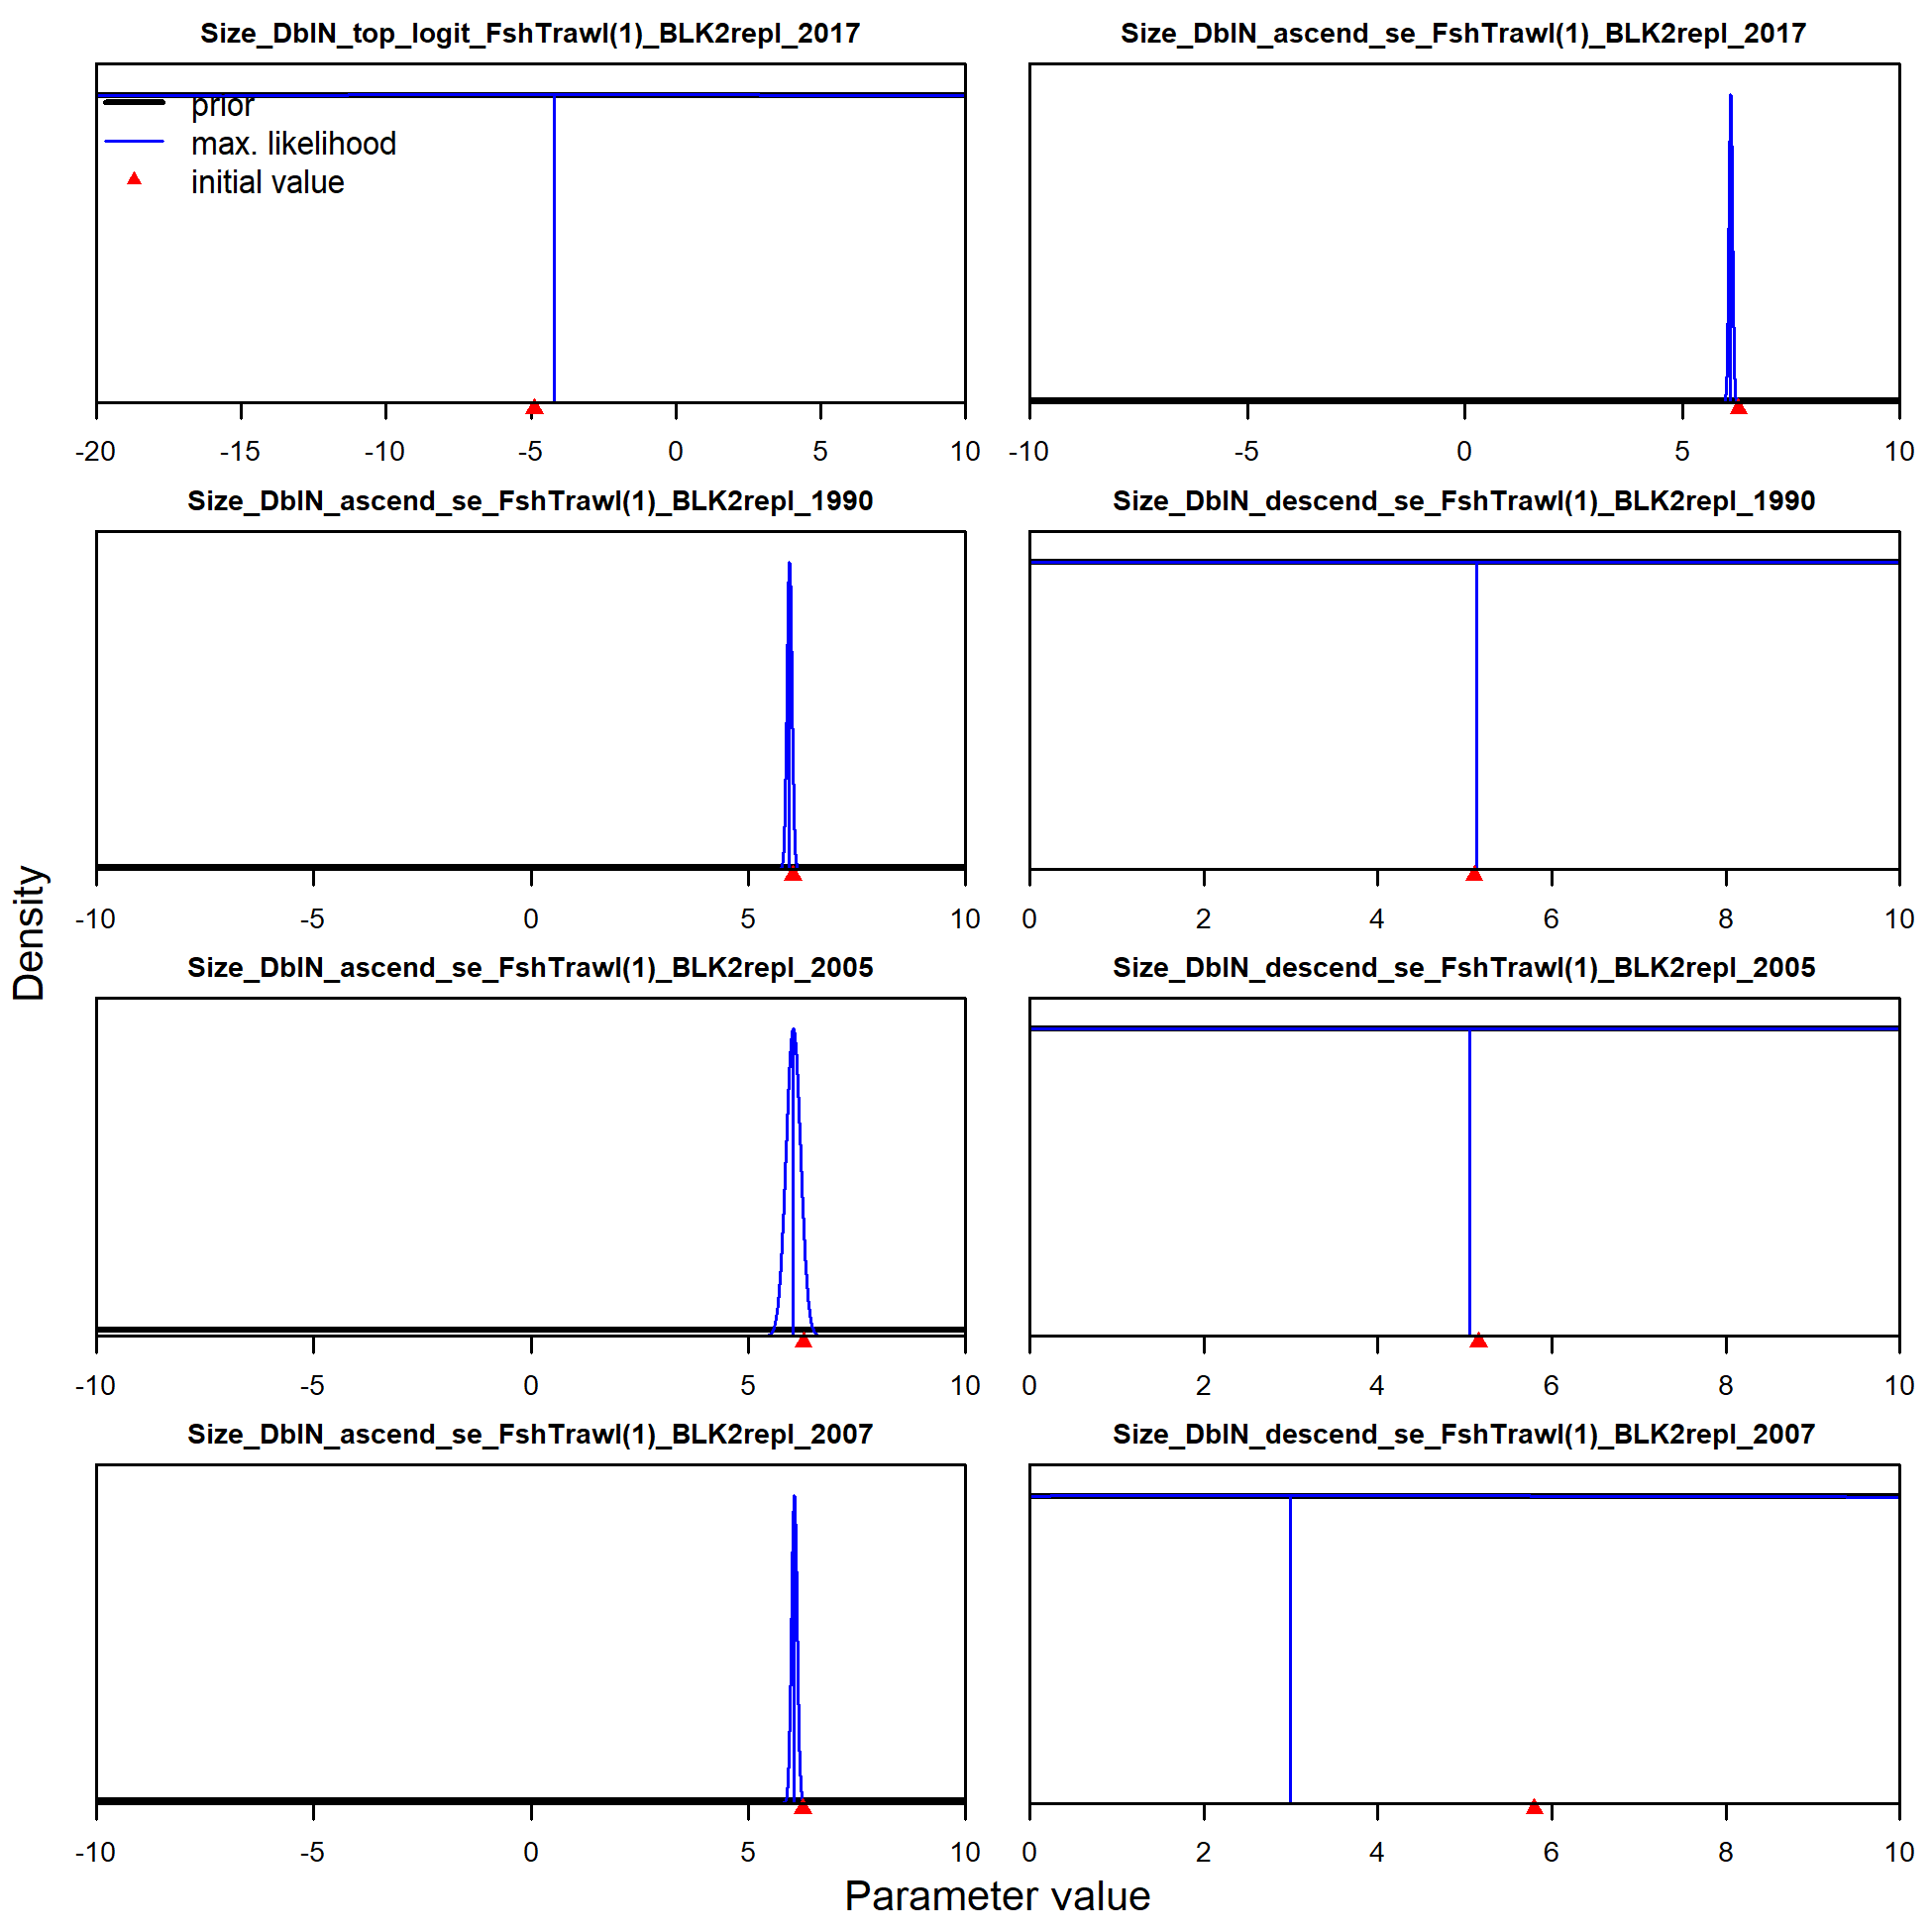 Size_DblN_top_logit_FshTrawl(1)_BLK2repl_2017
prior
max. likelihood
initial value
-20 -15 -10 -5 0 5 10
Size_DblN_ascend_se_FshTrawl(1)_BLK2repl_2017
-10 -5 0 5 10
Size_DblN_ascend_se_FshTrawl(1)_BLK2repl_1990
-10 -5 0 5 10
Size_DblN_descend_se_FshTrawl(1)_BLK2repl_1990
0 2 4 6 8 10
Size_DblN_ascend_se_FshTrawl(1)_BLK2repl_2005
-10 -5 0 5 10
Size_DblN_descend_se_FshTrawl(1)_BLK2repl_2005
0 2 4 6 8 10
Size_DblN_ascend_se_FshTrawl(1)_BLK2repl_2007
-10 -5 0 5 10
Size_DblN_descend_se_FshTrawl(1)_BLK2repl_2007
0 2 4 6 8 10
Density
Parameter value